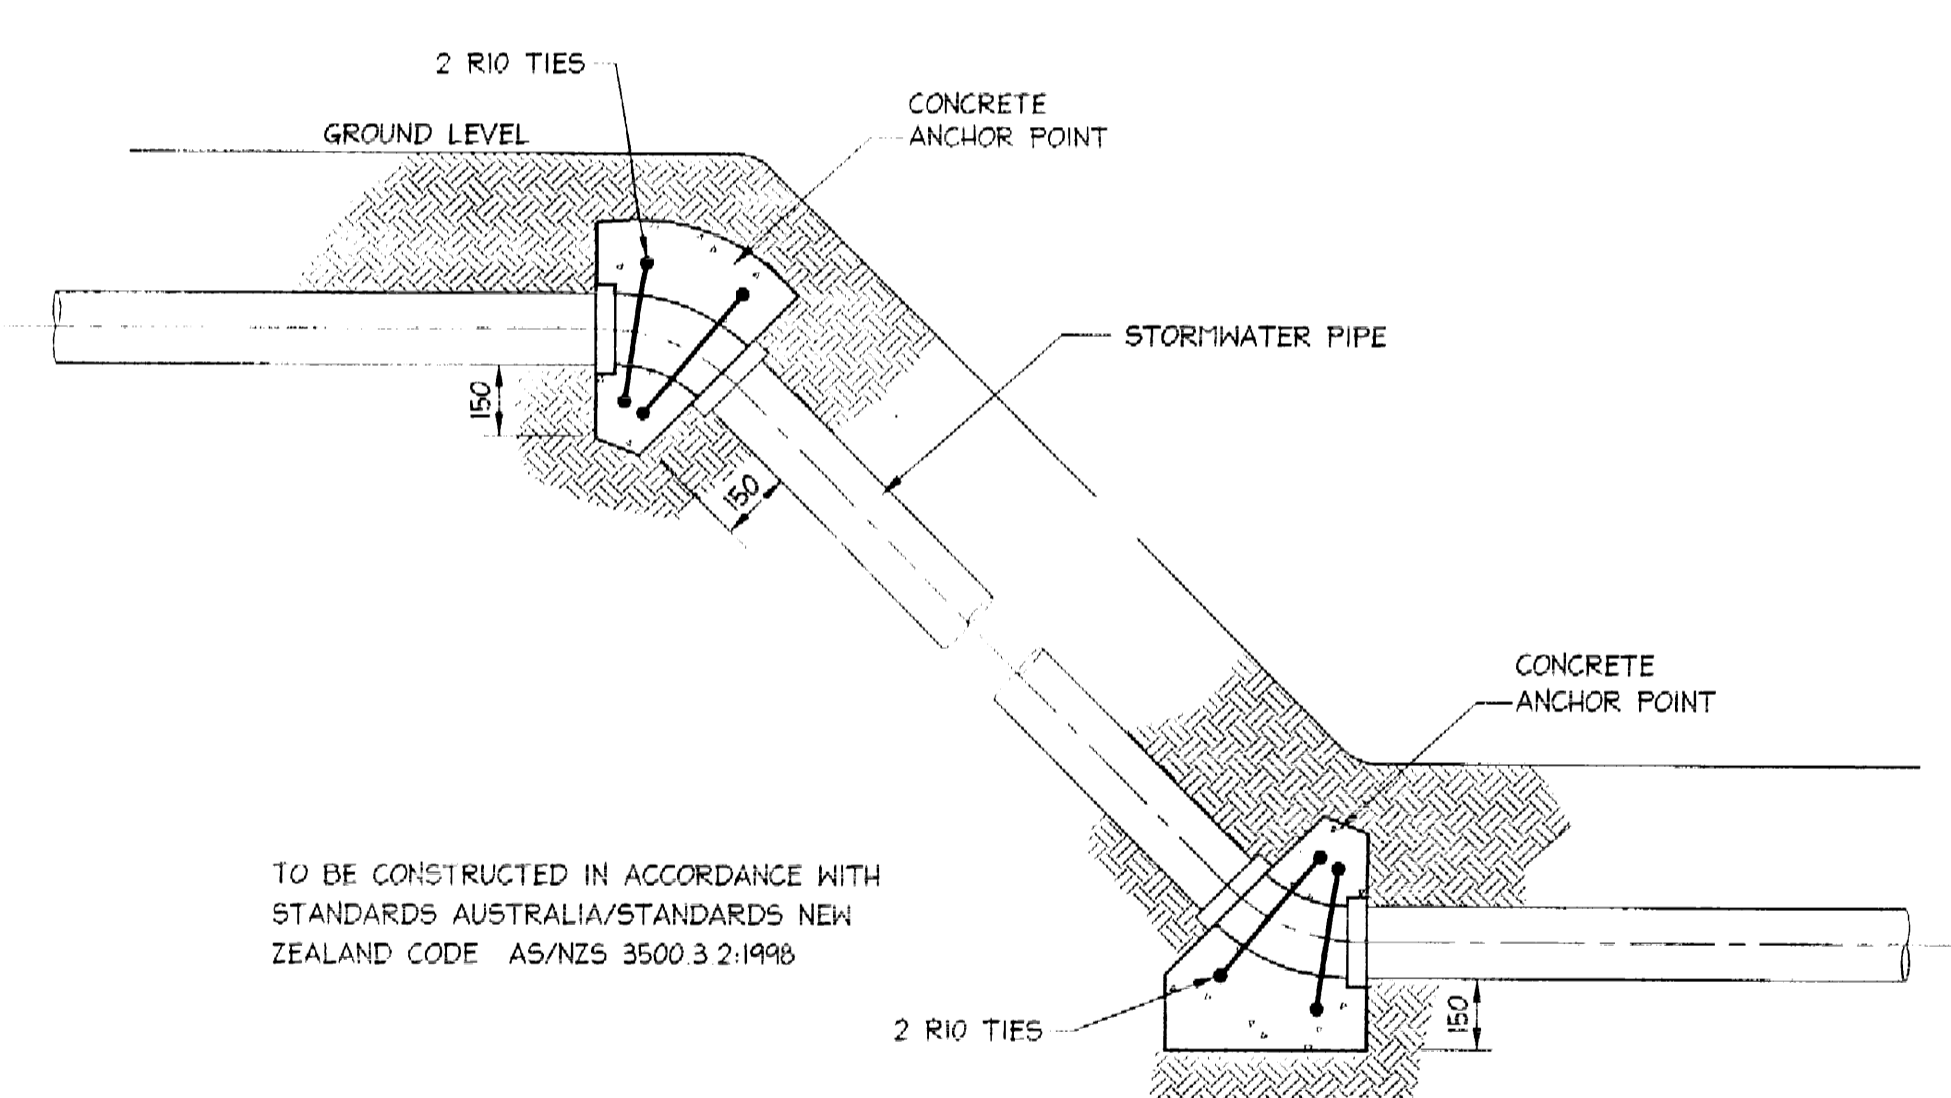 2 R10 TIES
CONCRETE
ANCHOR POINT
GROUND LEVEL
STORMWATER PIPE
150
150
CONCRETE
ANCHOR POINT
TO BE CONSTRUCTED IN ACCORDANCE WITH
STANDARDS AUSTRALIA/STANDARDS NEW
ZEALAND CODE AS/NZS 3500.3.2:1998
2 R10 TIES
150